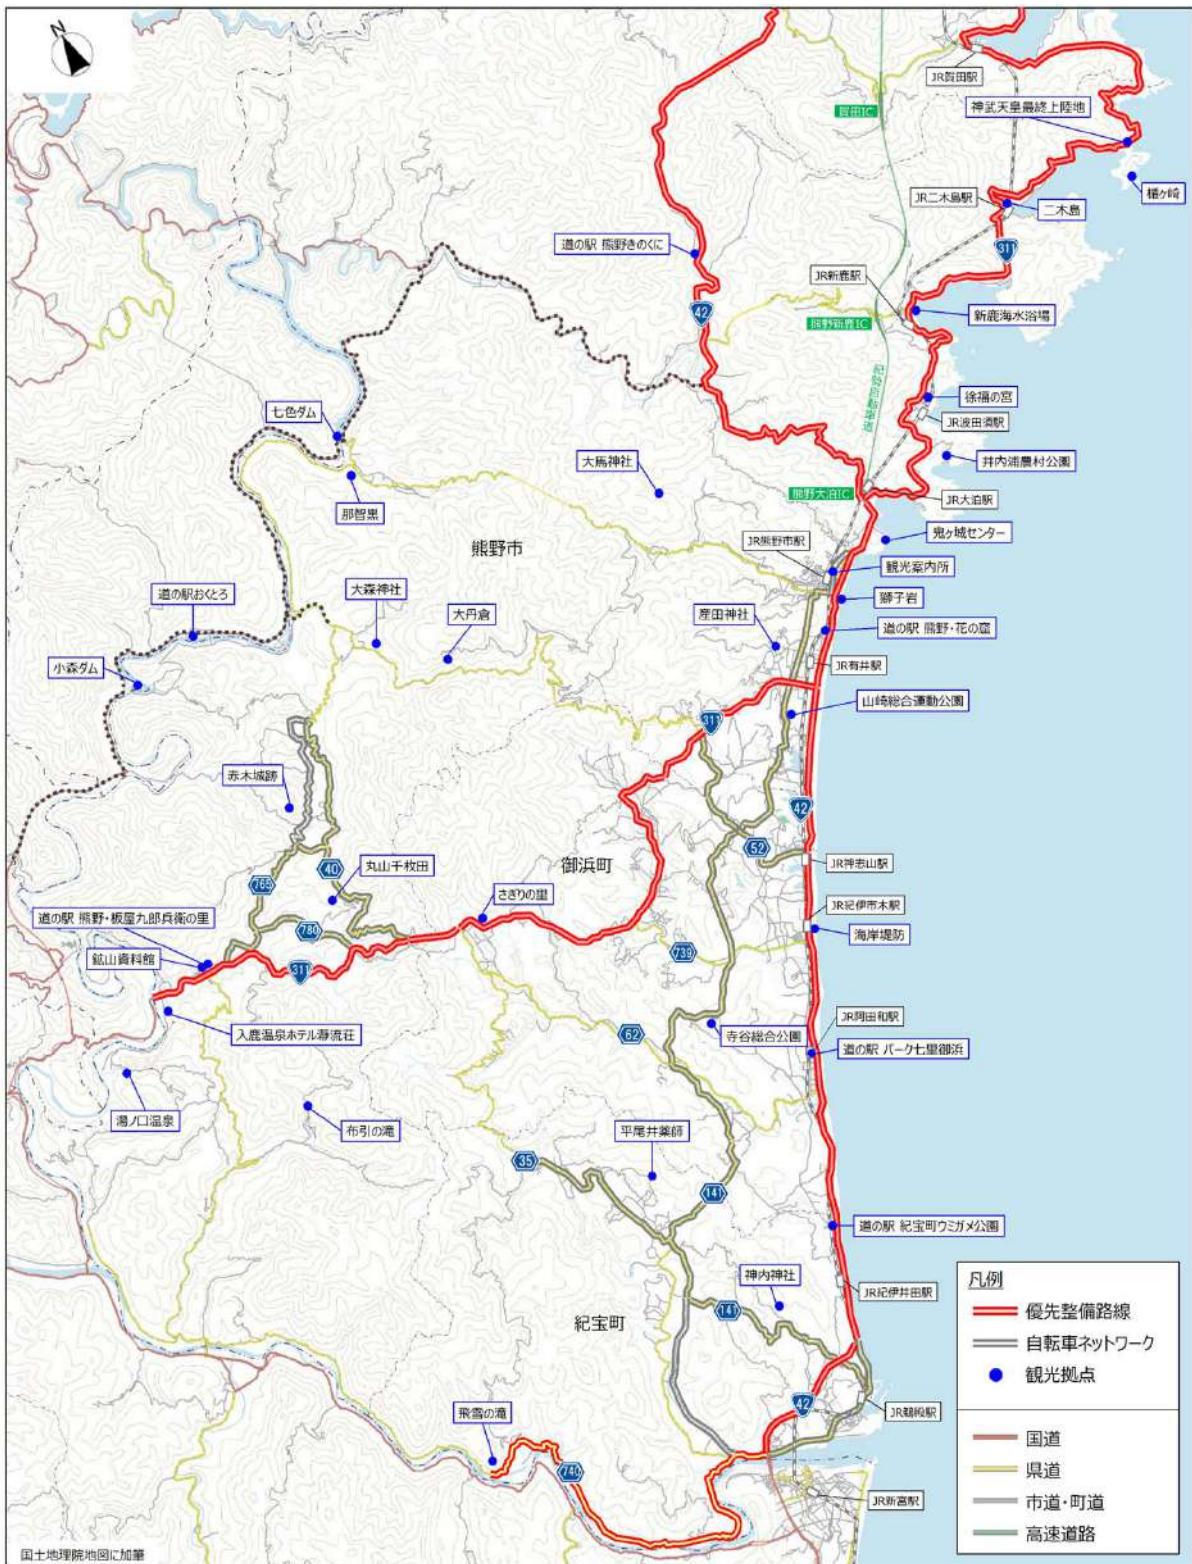 N
JR賀田駅
賀田IC
神武天皇最終上陸地
楯ヶ崎
JR二木島駅
二木島
311
道の駅 熊野きのくに
JR新鹿駅
42
熊野新鹿IC
新鹿海水浴場
紀勢自動車道
徐福の宮
JR波田須駅
七色ダム
大馬神社
井内浦農村公園
熊野大泊IC
JR大泊駅
那智黒
熊野市
鬼ヶ城センター
JR熊野市駅
観光案内所
大森神社
獅子岩
道の駅おくとろ
大丹倉
産田神社
道の駅 熊野・花の窟
JR有井駅
小森ダム
311
山崎総合運動公園
赤木城跡
42
52
御浜町
JR神志山駅
40
丸山千枚田
765
さぎりの里
JR紀伊市木駅
道の駅 熊野・板屋九郎兵衛の里
780
海岸堤防
739
鉱山資料館
311
入鹿温泉ホテル瀞流荘
62
寺谷総合公園
JR阿田和駅
道の駅 パーク七里御浜
湯ノ口温泉
布引の滝
平尾井薬師
35
141
道の駅 紀宝町ウミガメ公園
神内神社
JR紀伊井田駅
141
紀宝町
42
JR鵜殿駅
飛雪の滝
740
JR新宮駅
凡例
優先整備路線
自転車ネットワーク
観光拠点
国道
県道
市道・町道
高速道路
国土地理院地図に加筆